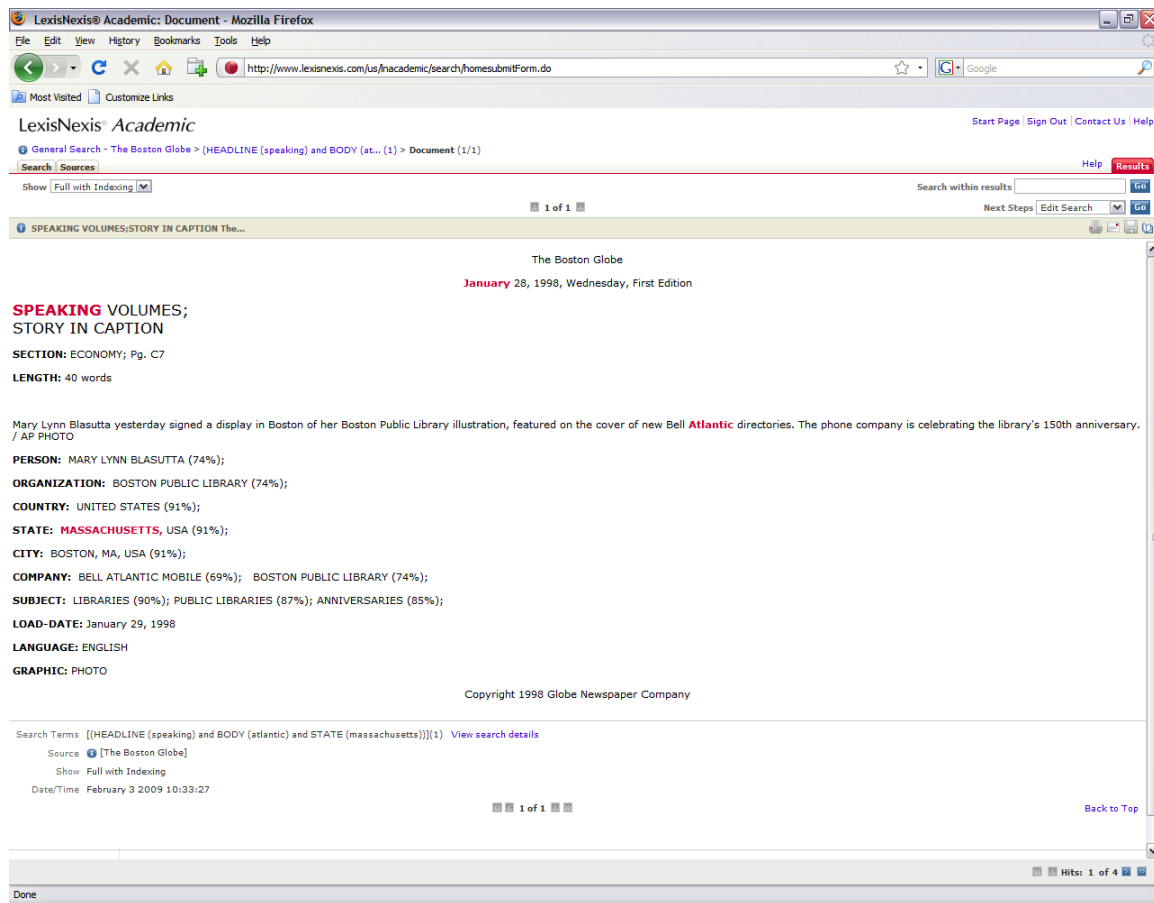 LexisNexis® Academic: Document - Mozilla Firefox
File Edit View History Bookmarks Tools Help
http://www.lexisnexis.com/us/lnacademic/search/homesubmitForm.do
G Google
Most Visited Customize Links
LexisNexis® Academic
Start Page | Sign Out | Contact Us | Help
General Search - The Boston Globe > (HEADLINE (speaking) and BODY (at... (1) > Document (1/1)
Search Sources
Help Results
Show Full with Indexing
Search within results Go
1 of 1
Next Steps Edit Search Go
SPEAKING VOLUMES;STORY IN CAPTION The...
The Boston Globe
January 28, 1998, Wednesday, First Edition
SPEAKING VOLUMES;
STORY IN CAPTION
SECTION: ECONOMY; Pg. C7
LENGTH: 40 words
Mary Lynn Blasutta yesterday signed a display in Boston of her Boston Public Library illustration, featured on the cover of new Bell Atlantic directories. The phone company is celebrating the library's 150th anniversary.
/ AP PHOTO
PERSON: MARY LYNN BLASUTTA (74%);
ORGANIZATION: BOSTON PUBLIC LIBRARY (74%);
COUNTRY: UNITED STATES (91%);
STATE: MASSACHUSETTS, USA (91%);
CITY: BOSTON, MA, USA (91%);
COMPANY: BELL ATLANTIC MOBILE (69%); BOSTON PUBLIC LIBRARY (74%);
SUBJECT: LIBRARIES (90%); PUBLIC LIBRARIES (87%); ANNIVERSARIES (85%);
LOAD-DATE: January 29, 1998
LANGUAGE: ENGLISH
GRAPHIC: PHOTO
Copyright 1998 Globe Newspaper Company
Search Terms [(HEADLINE (speaking) and BODY (atlantic) and STATE (massachusetts))](1) View search details
Source [The Boston Globe]
Show Full with Indexing
Date/Time February 3 2009 10:33:27
1 of 1
Back to Top
Hits: 1 of 4
Done